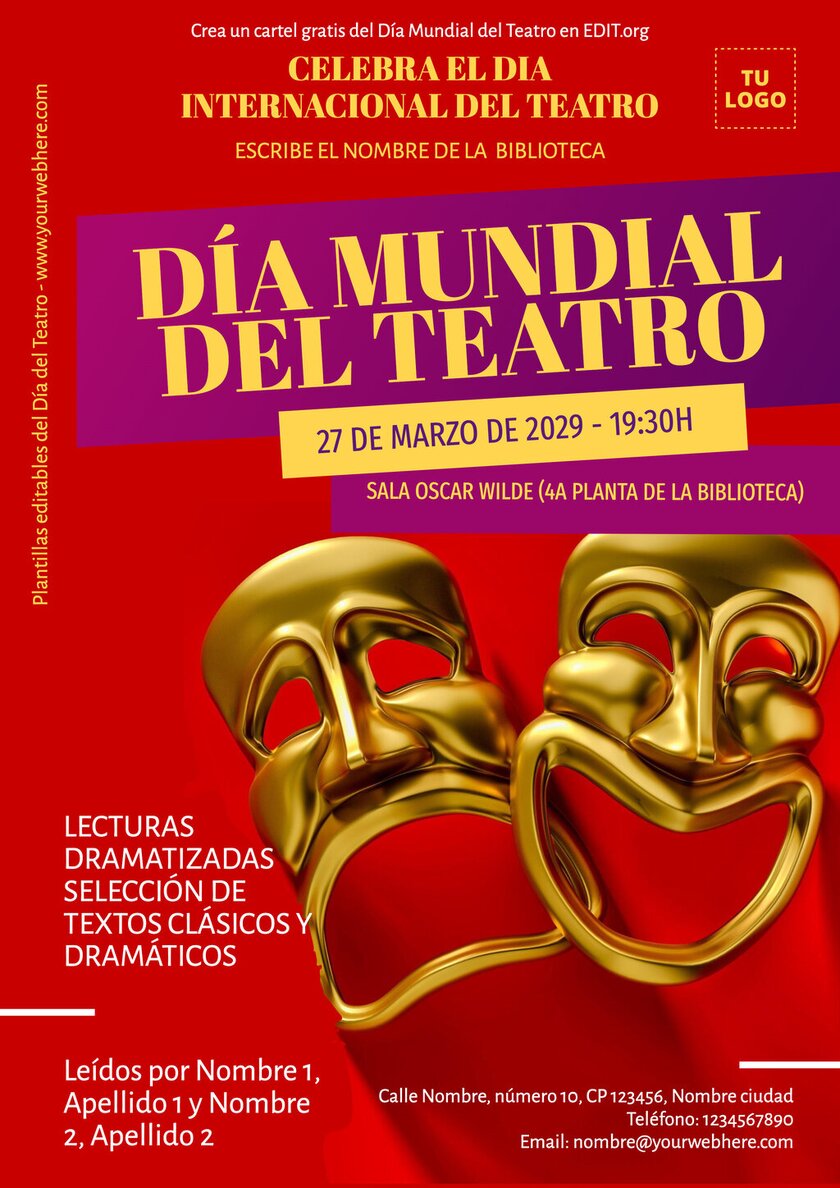 Crea un cartel gratis del Día Mundial del Teatro en EDIT.org
CELEBRA EL DIA
INTERNACIONAL DEL TEATRO
ESCRIBE EL NOMBRE DE LA BIBLIOTECA
TU
LOGO
Plantillas editables del Día del Teatro - www.yourwebhere.com
DÍA MUNDIAL
DEL TEATRO
27 DE MARZO DE 2029 - 19:30H
SALA OSCAR WILDE (4A PLANTA DE LA BIBLIOTECA)
LECTURAS
DRAMATIZADAS
SELECCIÓN DE
TEXTOS CLÁSICOS Y
DRAMÁTICOS
Leídos por Nombre 1,
Apellido 1 y Nombre
2, Apellido 2
Calle Nombre, número 10, CP 123456, Nombre ciudad
Teléfono: 1234567890
Email: nombre@yourwebhere.com